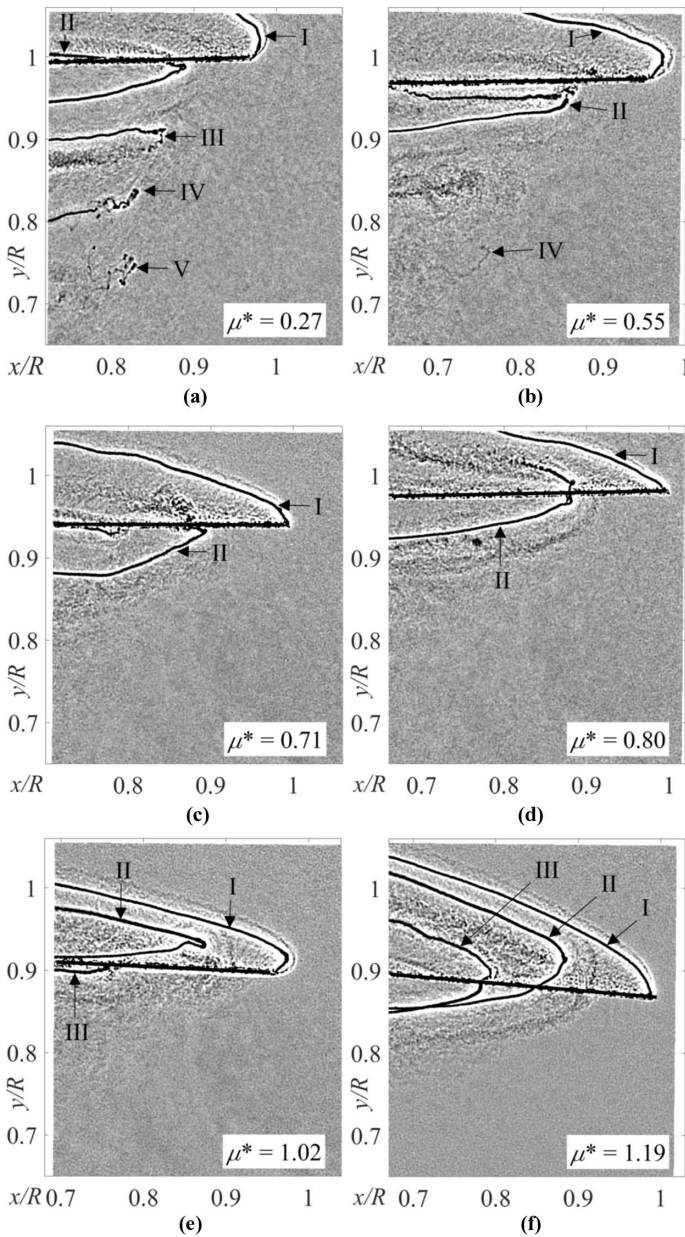 II
I
1
0.9
III
IV
0.8
V
y/R
0.7
μ* = 0.27
x/R 0.8 0.9 1
(a)
I
1
II
0.9
0.8
IV
y/R
0.7
μ* = 0.55
x/R 0.7 0.8 0.9 1
(b)
1
I
II
0.9
0.8
y/R
0.7
μ* = 0.71
x/R 0.8 0.9 1
(c)
I
1
II
0.9
0.8
y/R
0.7
μ* = 0.80
x/R 0.7 0.8 0.9 1
(d)
II
I
1
0.9
III
0.8
y/R
0.7
μ* = 1.02
x/R 0.7 0.8 0.9 1
(e)
III
II
I
1
0.9
0.8
y/R
0.7
μ* = 1.19
x/R 0.7 0.8 0.9 1
(f)